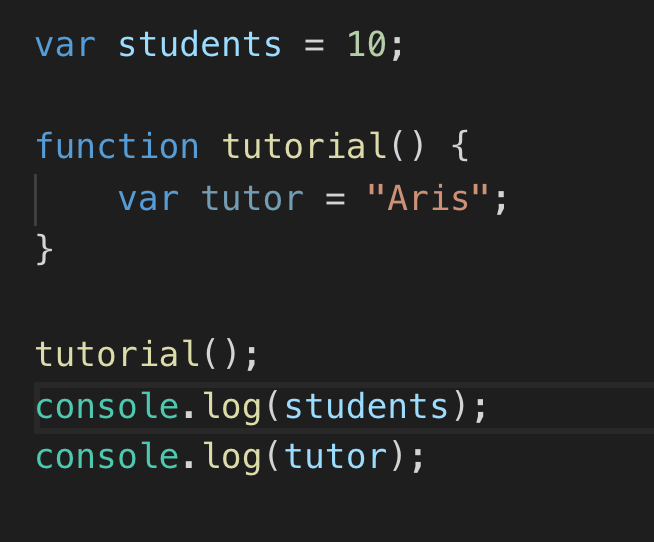 var students = 10;
function tutorial() {
    var tutor = "Aris";
}
tutorial();
console.log(students);
console.log(tutor);